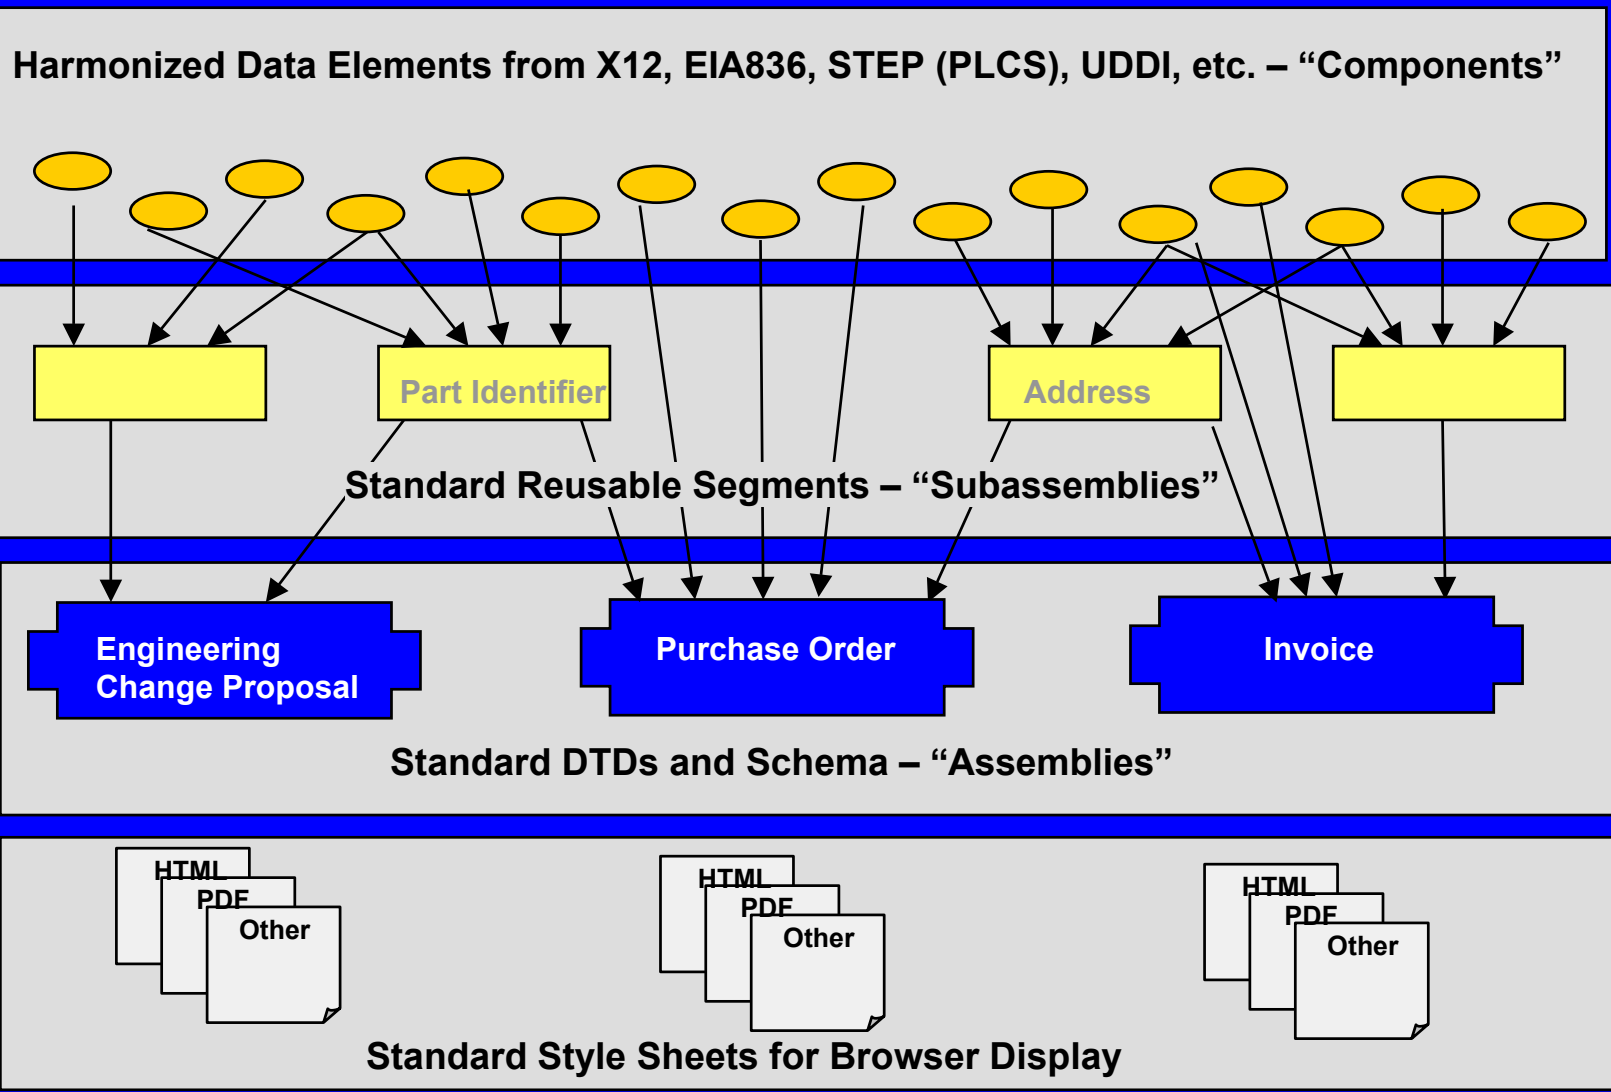 Harmonized Data Elements from X12, EIA836, STEP (PLCS), UDDI, etc. – “Components”
Part Identifier
Address
Standard Reusable Segments – “Subassemblies”
Engineering
Change Proposal
Purchase Order
Invoice
Standard DTDs and Schema – “Assemblies”
HTML
PDF
Other
HTML
PDF
Other
HTML
PDF
Other
Standard Style Sheets for Browser Display